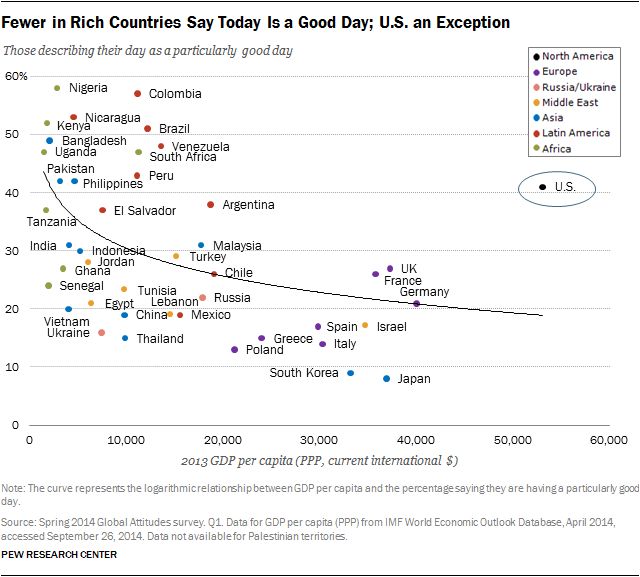 Fewer in Rich Countries Say Today Is a Good Day; U.S. an Exception
Those describing their day as a particularly good day
North America
Europe
Russia/Ukraine
Middle East
Asia
Latin America
Africa
60%
50
40
30
20
10
0
Nigeria
Colombia
Nicaragua
Kenya
Brazil
Bangladesh
Venezuela
Uganda
South Africa
Pakistan
Peru
Philippines
U.S.
El Salvador
Argentina
Tanzania
India
Indonesia
Malaysia
Jordan
Turkey
Ghana
Chile
UK
France
Senegal
Tunisia
Germany
Egypt
Lebanon
Russia
Vietnam
China
Mexico
Ukraine
Spain
Israel
Thailand
Greece
Italy
Poland
South Korea
Japan
0 10,000 20,000 30,000 40,000 50,000 60,000
2013 GDP per capita (PPP, current international $)
Note: The curve represents the logarithmic relationship between GDP per capita and the percentage saying they are having a particularly good
day.
Source: Spring 2014 Global Attitudes survey. Q1. Data for GDP per capita (PPP) from IMF World Economic Outlook Database, April 2014,
accessed September 26, 2014. Data not available for Palestinian territories.
PEW RESEARCH CENTER